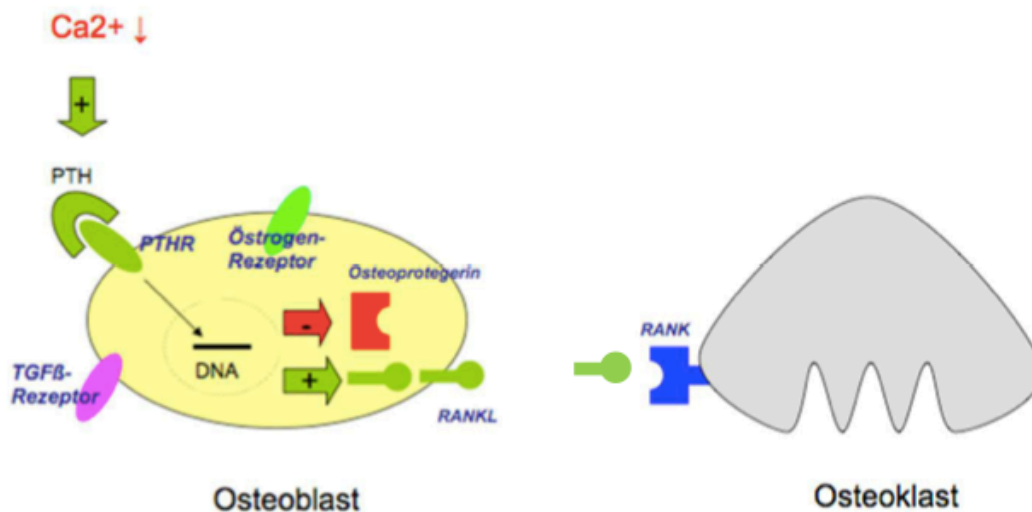 Ca2+ ↓
+
PTH
PTHR
Östrogen-
Rezeptor
Osteoprotegerin
-
DNA
+
TGFß-
Rezeptor
RANKL
RANK
Osteoblast
Osteoklast